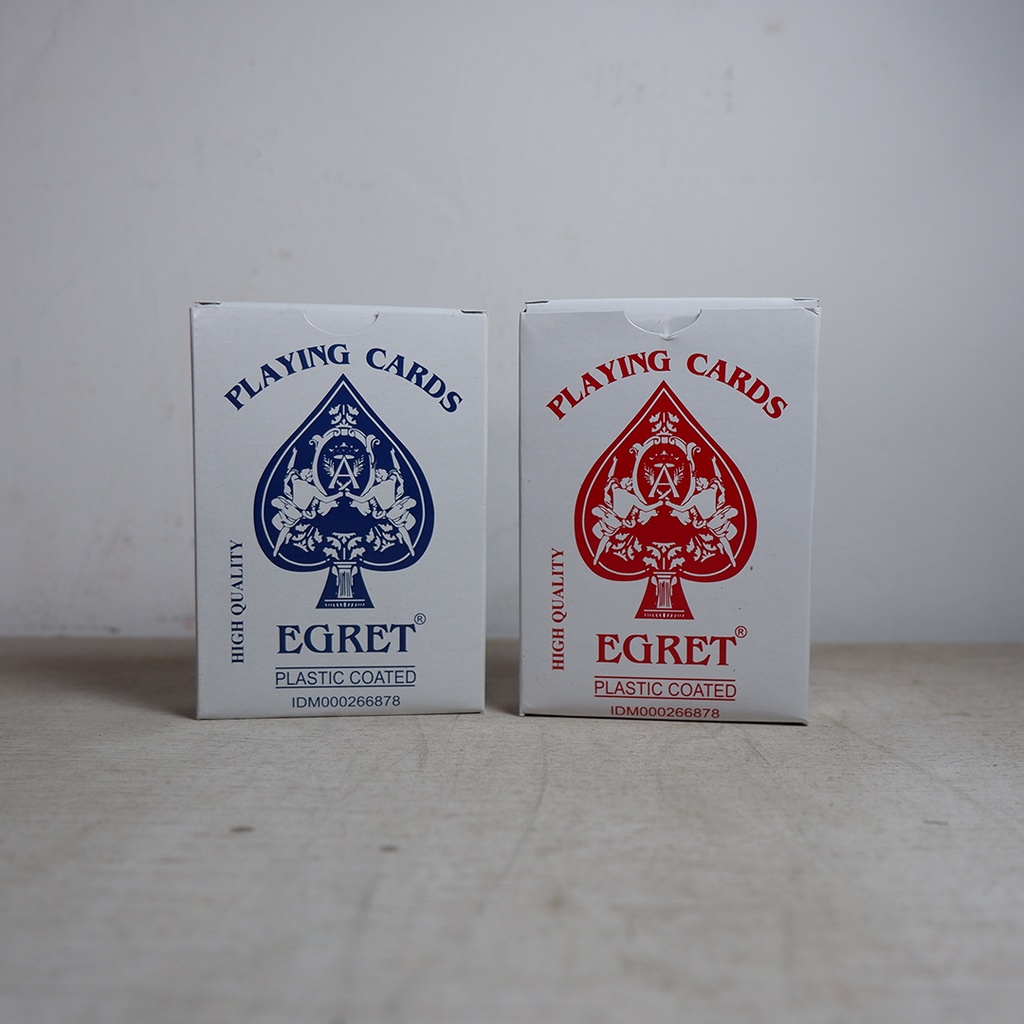 PLAYING CARDS
A
HIGH QUALITY
EGRET®
PLASTIC COATED
IDM000266878
PLAYING CARDS
A
HIGH QUALITY
EGRET®
PLASTIC COATED
IDM000266878